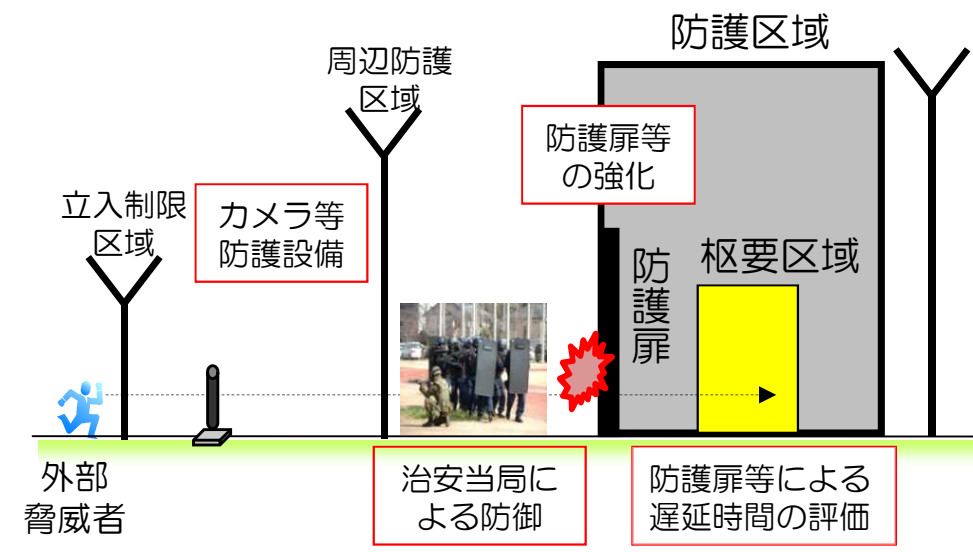 防護区域
周辺防護
区域
防護扉等
の強化
立入制限
区域
カメラ等
防護設備
防護扉
枢要区域
外部
脅威者
治安当局に
よる防御
防護扉等による
遅延時間の評価